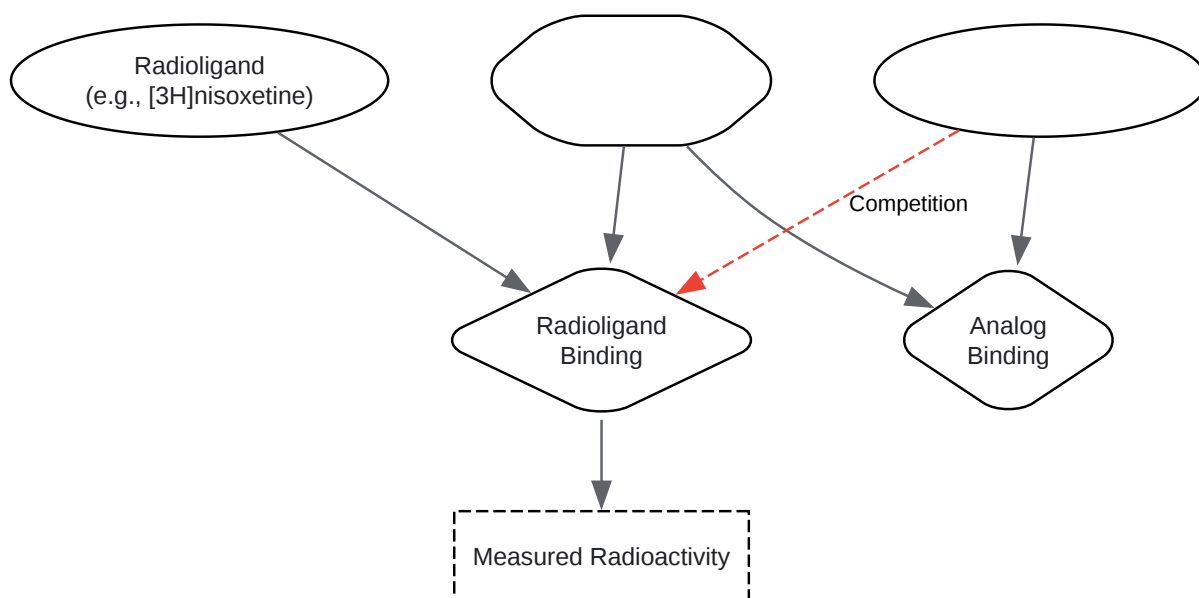 Radioligand
(e.g., [3H]nisoxetine)
Competition
Radioligand
Binding
Analog
Binding
Measured Radioactivity